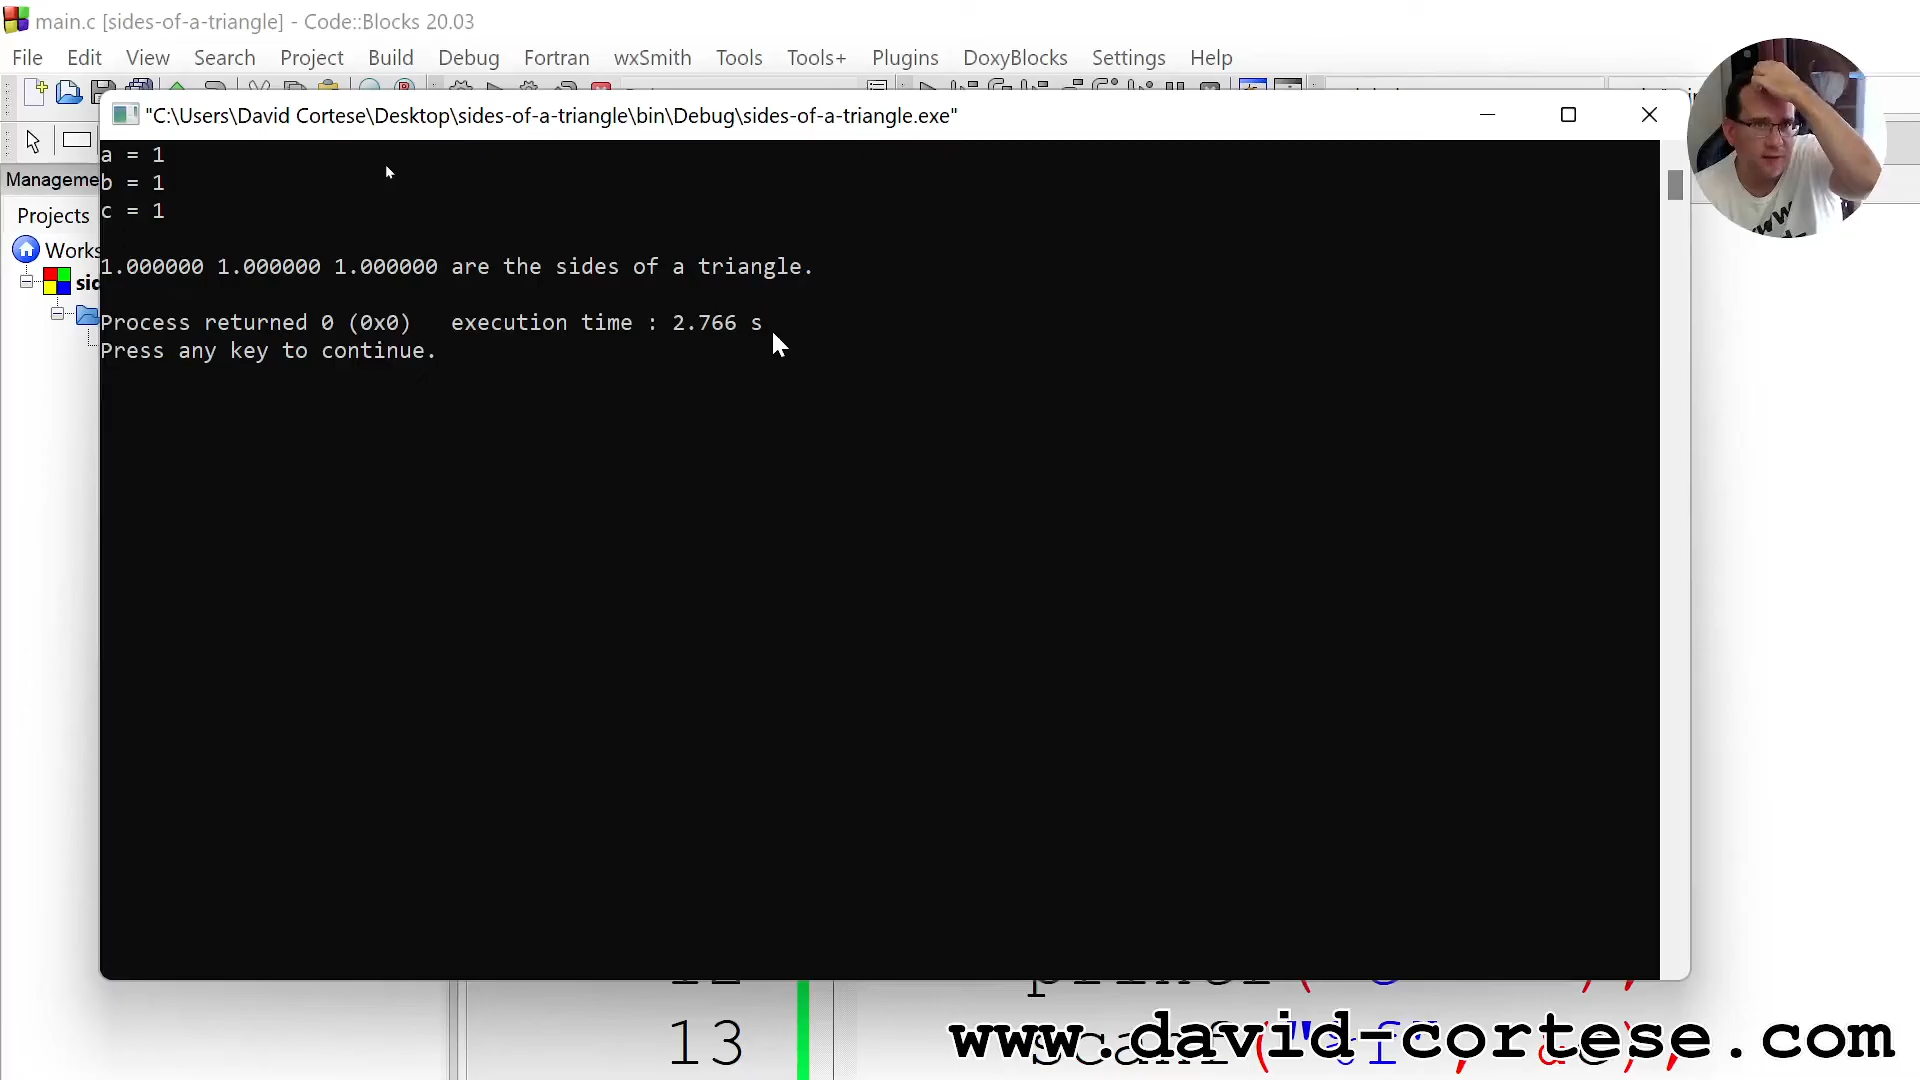 main.c [sides-of-a-triangle] - Code::Blocks 20.03
File Edit View Search Project Build Debug Fortran wxSmith Tools Tools+ Plugins DoxyBlocks Settings Help
"C:\Users\David Cortese\Desktop\sides-of-a-triangle\bin\Debug\sides-of-a-triangle.exe"
a = 1
Manageme
b = 1
Projects
c = 1
Works
1.000000 1.000000 1.000000 are the sides of a triangle.
sid
Process returned 0 (0x0)   execution time : 2.766 s
Press any key to continue.
13
www.david-cortese.com